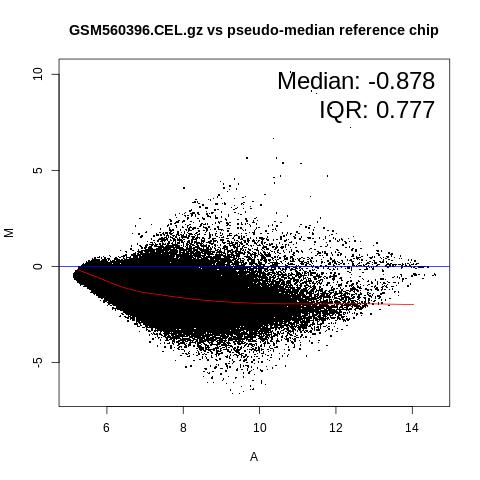 GSM560396.CEL.gz vs pseudo-median reference chip
Median: -0.878
IQR: 0.777
10
5
0
-5
M
6 8 10 12 14
A